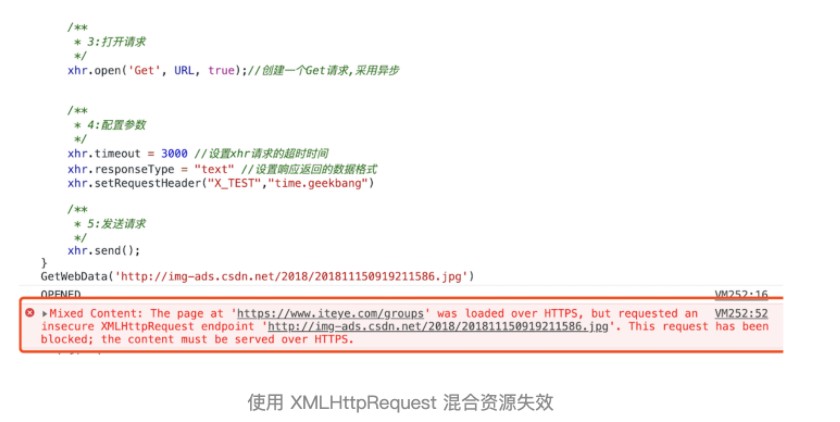 /**
* 3:打开请求
*/
xhr.open('Get', URL, true);//创建一个Get请求,采用异步
/**
* 4:配置参数
*/
xhr.timeout = 3000 //设置xhr请求的超时时间
xhr.responseType = "text" //设置响应返回的数据格式
xhr.setRequestHeader("X_TEST","time.geekbang")
/**
* 5:发送请求
*/
xhr.send();
}
GetWebData('http://img-ads.csdn.net/2018/201811150919211586.jpg')
OPENED VM252:16
Mixed Content: The page at 'https://www.iteye.com/groups' was loaded over HTTPS, but requested an VM252:52
insecure XMLHttpRequest endpoint 'http://img-ads.csdn.net/2018/201811150919211586.jpg'. This request has been
blocked; the content must be served over HTTPS.
使用 XMLHttpRequest 混合资源失效